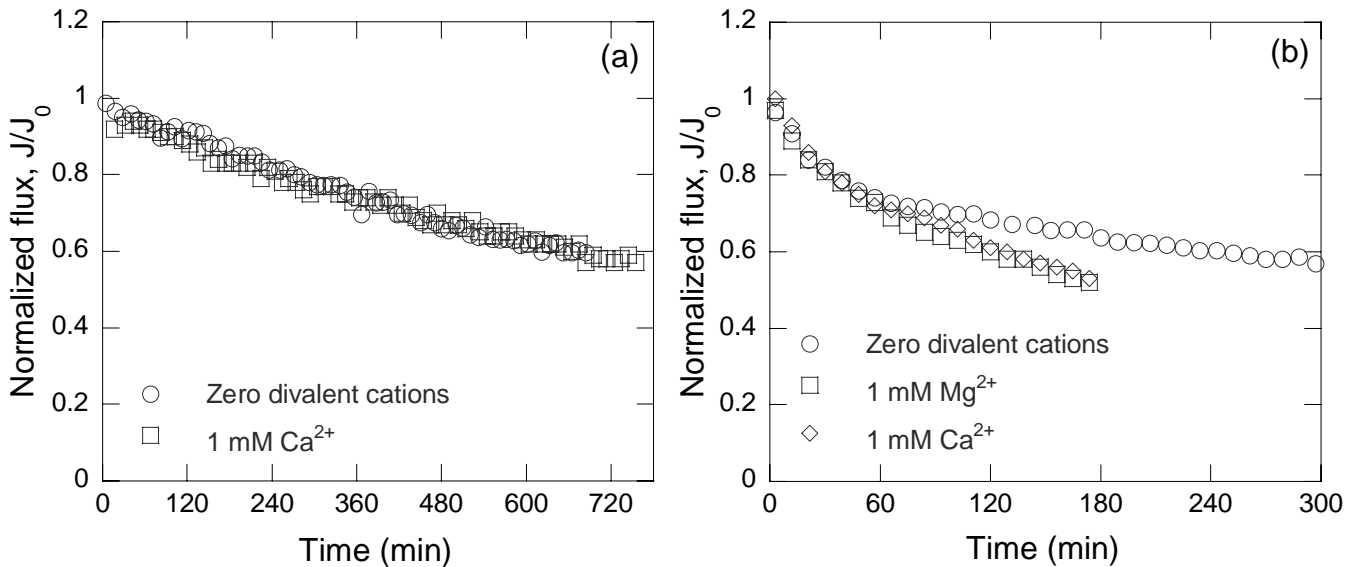 (a)
Normalized flux, J/J₀
1.2
1
0.8
0.6
0.4
0.2
0
Zero divalent cations
1 mM Ca²⁺
0 120 240 360 480 600 720
Time (min)
(b)
Normalized flux, J/J₀
1.2
1
0.8
0.6
0.4
0.2
0
Zero divalent cations
1 mM Mg²⁺
1 mM Ca²⁺
0 60 120 180 240 300
Time (min)